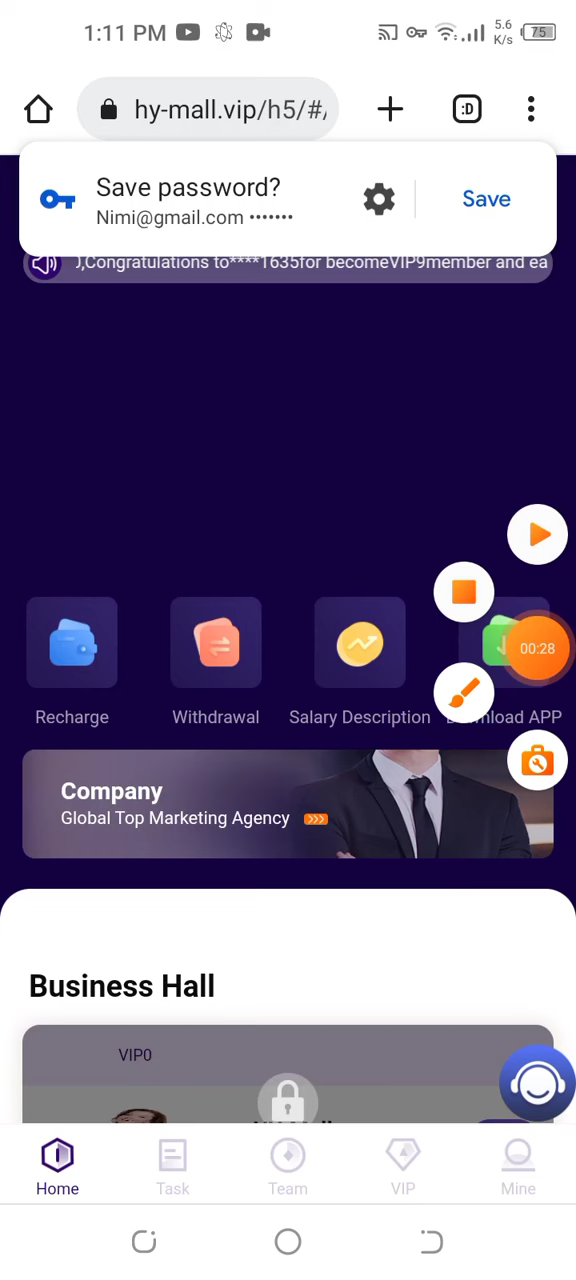 1:11 PM
5.6
K/s
75
hy-mall.vip/h5/#/
:D
Save password?
Nimi@gmail.com •••••••
Save
),Congratulations to****1635for becomeVIP9member and ea
00:28
Recharge
Withdrawal
Salary Description
APP
Company
Global Top Marketing Agency
Business Hall
VIP0
Home
Task
Team
VIP
Mine